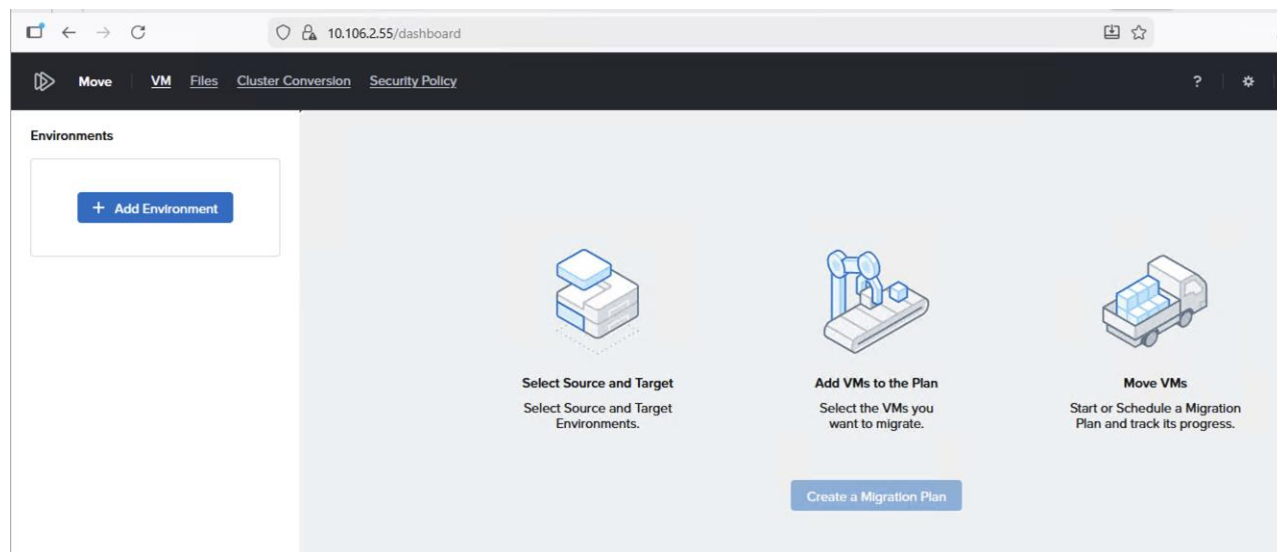 10.106.2.55/dashboard
Move VM Files Cluster Conversion Security Policy ?
Environments
+ Add Environment
Select Source and Target
Select Source and Target
Environments.
Add VMs to the Plan
Select the VMs you
want to migrate.
Move VMs
Start or Schedule a Migration
Plan and track its progress.
Create a Migration Plan